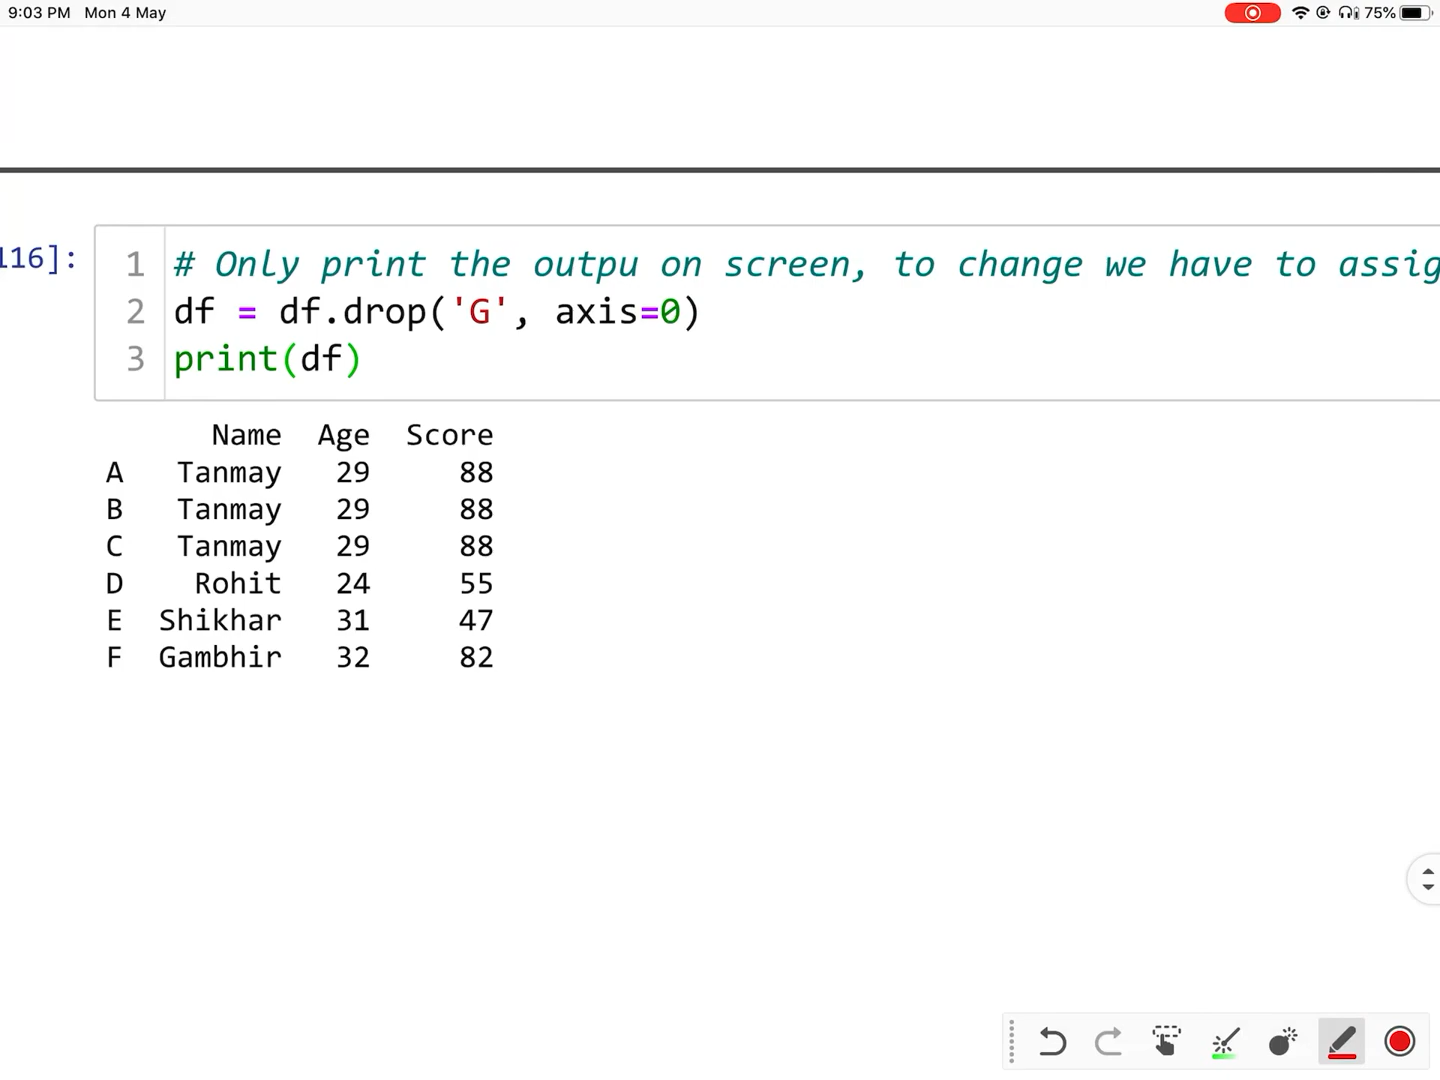 9:03 PM Mon 4 May 75%
116]:
1 # Only print the outpu on screen, to change we have to assig
2 df = df.drop('G', axis=0)
3 print(df)
Name Age Score
A Tanmay 29 88
B Tanmay 29 88
C Tanmay 29 88
D Rohit 24 55
E Shikhar 31 47
F Gambhir 32 82